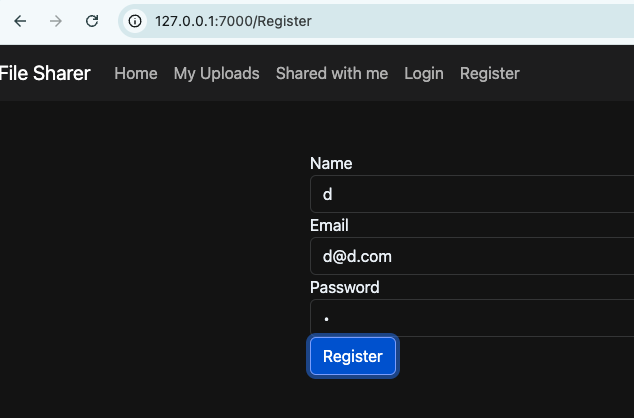 127.0.0.1:7000/Register
File Sharer Home My Uploads Shared with me Login Register
Name
d
Email
d@d.com
Password
•
Register